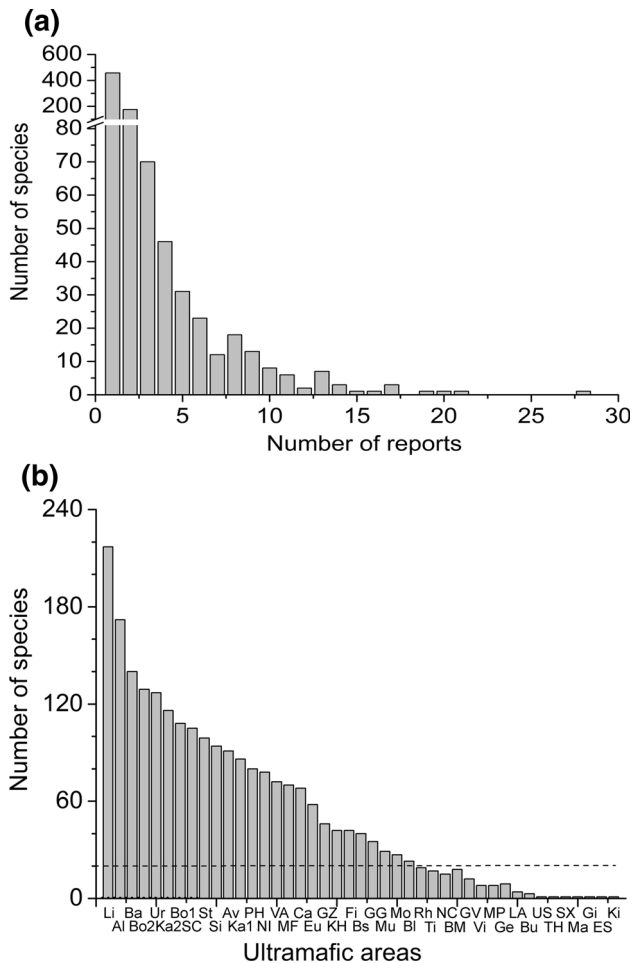 (a)
600
400
200
80
70
60
50
40
30
20
10
0
Number of species
0 5 10 15 20 25 30
Number of reports
(b)
240
180
120
60
0
Number of species
Li Ba Ur Bo1 St Av PH VA Ca GZ Fi GG Mo Rh NC GV MP LA US SX Gi Ki
Al Bo2 Ka2 SC Si Ka1 NI MF Eu KH Bs Mu Bl Ti BM Vi Ge Bu TH Ma ES
Ultramafic areas